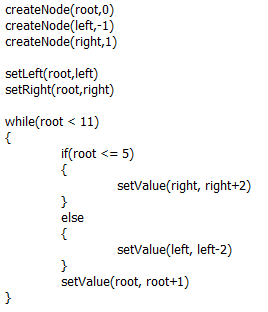 createNode(root,0)
createNode(left,-1)
createNode(right,1)

setLeft(root,left)
setRight(root,right)

while(root < 11)
{
        if(root <= 5)
        {
                setValue(right, right+2)
        }
        else
        {
                setValue(left, left-2)
        }
        setValue(root, root+1)
}